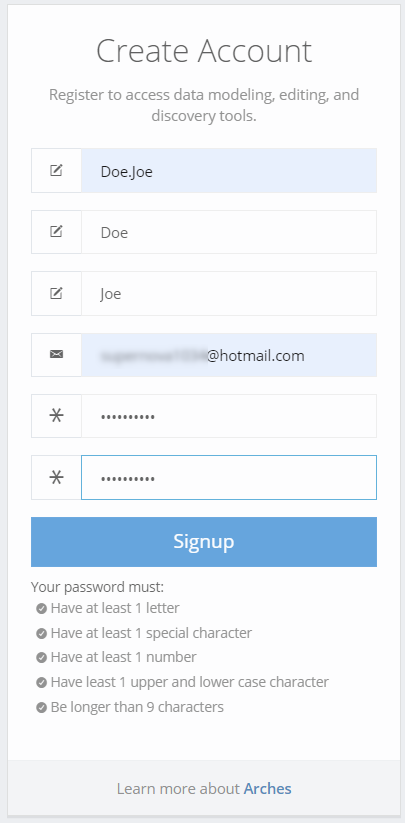 Create Account
Register to access data modeling, editing, and
discovery tools.
Doe.Joe
Doe
Joe
@hotmail.com
••••••••••
••••••••••
Signup
Your password must:
Have at least 1 letter
Have at least 1 special character
Have at least 1 number
Have least 1 upper and lower case character
Be longer than 9 characters
Learn more about Arches